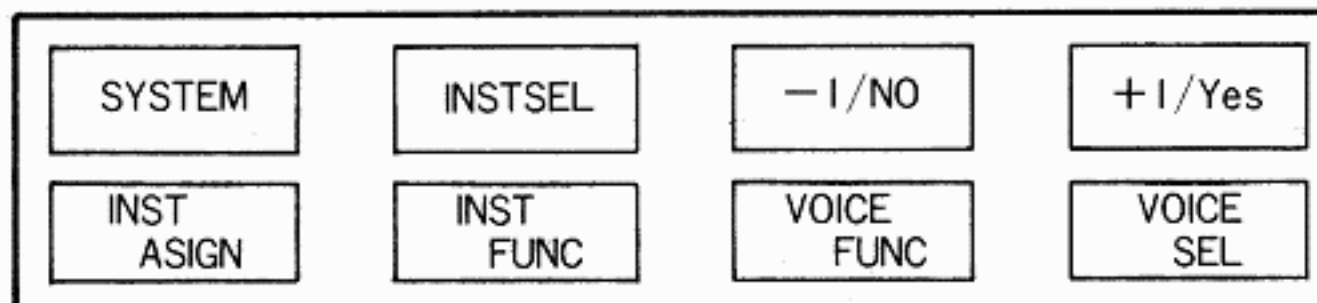 SYSTEM INSTSEL −1/NO +1/Yes
INST INST VOICE VOICE
ASIGN FUNC FUNC SEL